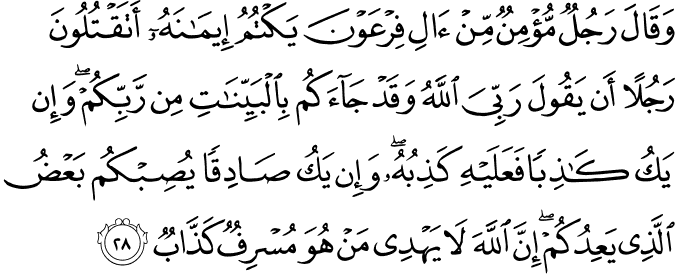 وَقَالَ رَجُلٌ مُّؤْمِنٌ مِّنْ ءَالِ فِرْعَوْنَ يَكْتُمُ إِيمَٰنَهُۥٓ أَتَقْتُلُونَ
رَجُلًا أَن يَقُولَ رَبِّىَ ٱللَّهُ وَقَدْ جَآءَكُم بِٱلْبَيِّنَٰتِ مِن رَّبِّكُمْ ۖ وَإِن
يَكُ كَٰذِبًا فَعَلَيْهِ كَذِبُهُۥ ۖ وَإِن يَكُ صَادِقًا يُصِبْكُم بَعْضُ
ٱلَّذِى يَعِدُكُمْ ۖ إِنَّ ٱللَّهَ لَا يَهْدِى مَنْ هُوَ مُسْرِفٌ كَذَّابٌ ٢٨